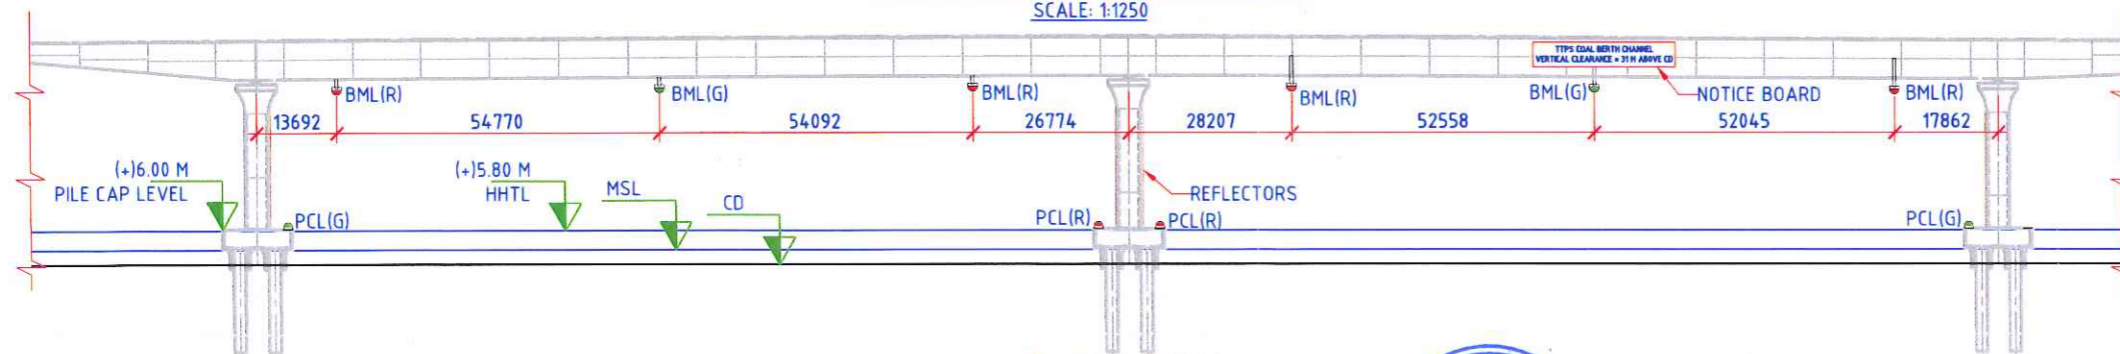 SCALE: 1:1250
TTPS COAL BERTH CHANNEL
VERTICAL CLEARANCE = 31 M ABOVE CD
BML(R)
BML(G)
BML(R)
BML(R)
BML(G)
NOTICE BOARD
BML(R)
13692
54770
54092
26774
28207
52558
52045
17862
(+)6.00 M
PILE CAP LEVEL
(+)5.80 M
HHTL
MSL
CD
REFLECTORS
PCL(G)
PCL(R)
PCL(R)
PCL(G)